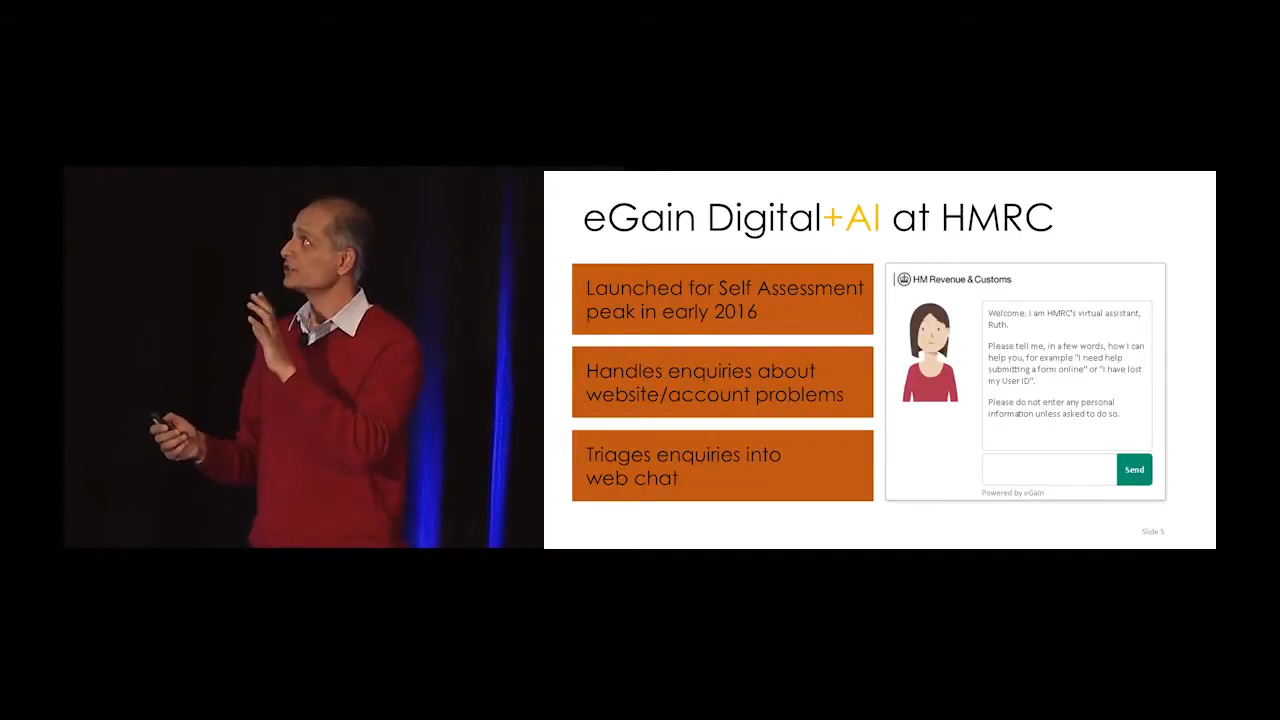 eGain Digital+AI at HMRC
Launched for Self Assessment
peak in early 2016
Handles enquiries about
website/account problems
Triages enquiries into
web chat
HM Revenue & Customs
Welcome. I am HMRC's virtual assistant,
Ruth.
Please tell me, in a few words, how I can
help you, for example "I need help
submitting a form online" or "I have lost
my User ID".
Please do not enter any personal
information unless asked to do so.
Send
Powered by eGain
Slide 5